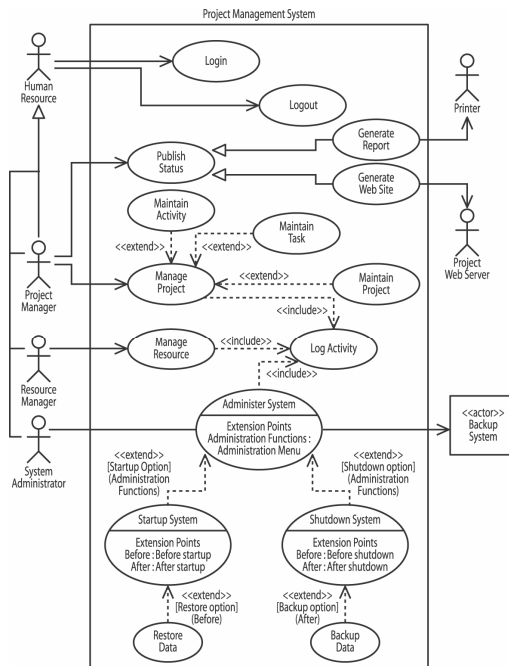 Project Management System
Human
Resource
Login
Logout
Printer
Generate
Report
Publish
Status
Generate
Web Site
Maintain
Activity
Maintain
Task
<<extend>>
<<extend>>
Project
Web Server
Project
Manager
Manage
Project
<<extend>>
Maintain
Project
<<include>>
Resource
Manager
Manage
Resource
<<include>>
Log Activity
<<include>>
System
Administrator
Administer System
Extension Points
Administration Functions :
Administration Menu
<<actor>>
Backup
System
<<extend>>
[Startup Option]
(Administration
Functions)
<<extend>>
[Shutdown option]
(Administration
Functions)
Startup System
Extension Points
Before : Before startup
After : After startup
Shutdown System
Extension Points
Before : Before shutdown
After : After shutdown
<<extend>>
[Restore option]
(Before)
<<extend>>
[Backup option]
(After)
Restore
Data
Backup
Data